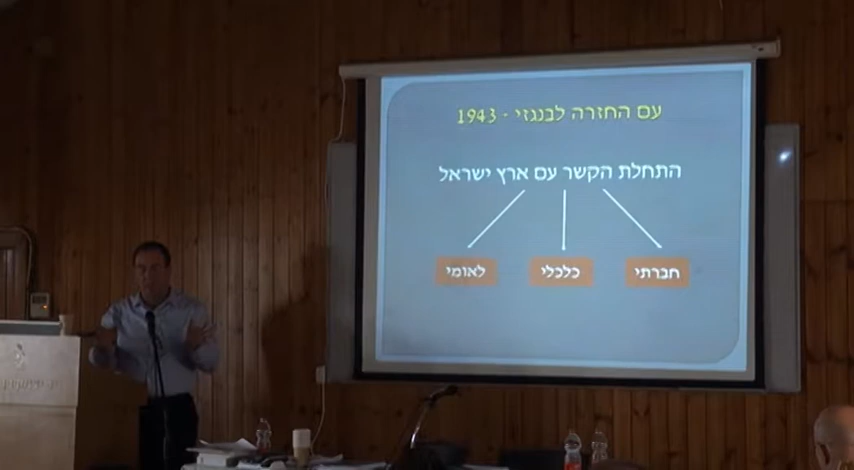 עם החזרה לבנגזי - 1943
התחלת הקשר עם ארץ ישראל
חברתי
כלכלי
לאומי